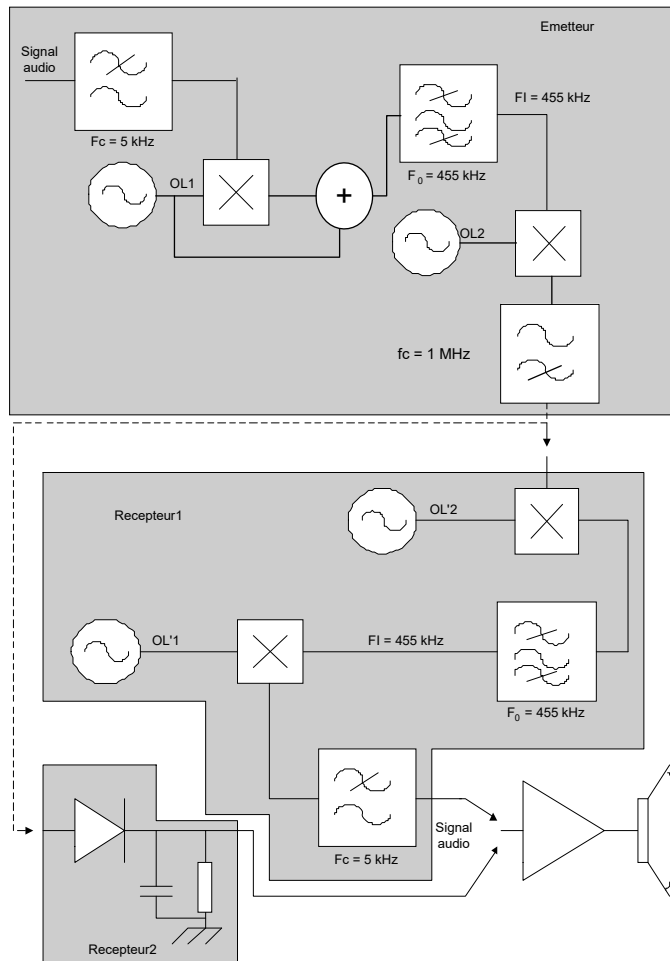 Emetteur
Signal
audio
Fc = 5 kHz
FI = 455 kHz
F0 = 455 kHz
OL1
+
OL2
fc = 1 MHz
Recepteur1
OL'2
OL'1
FI = 455 kHz
F0 = 455 kHz
Fc = 5 kHz
Signal
audio
Recepteur2